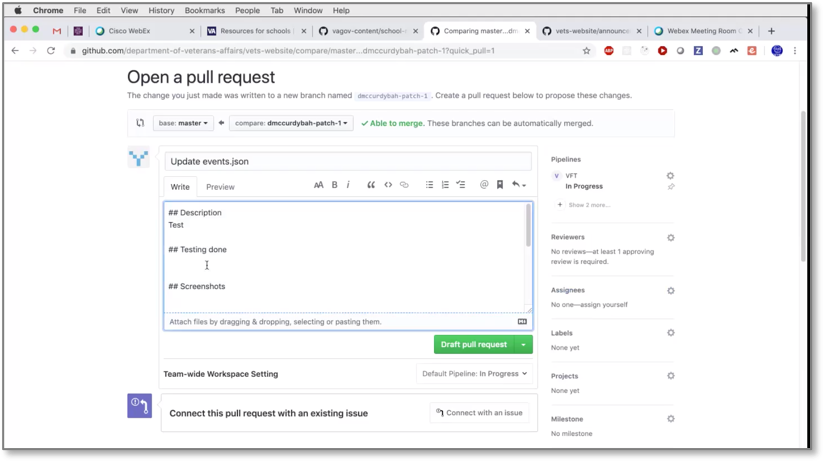 Chrome File Edit View History Bookmarks People Tab Window Help
Cisco WebEx × Resources for schools × vagov-content/school-r × Comparing master...dm × vets-website/announce × Webex Meeting Room C × +
github.com/department-of-veterans-affairs/vets-website/compare/master...dmccurdybah-patch-1?quick_pull=1
Open a pull request
The change you just made was written to a new branch named dmccurdybah-patch-1. Create a pull request below to propose these changes.
base: master compare: dmccurdybah-patch-1 Able to merge. These branches can be automatically merged.
Update events.json
Write Preview
## Description
Test
## Testing done
## Screenshots
Attach files by dragging & dropping, selecting or pasting them.
Draft pull request
Team-wide Workspace Setting Default Pipeline: In Progress
Connect this pull request with an existing issue Connect with an issue
Pipelines
V VFT
In Progress
+ Show 2 more...
Reviewers
No reviews—at least 1 approving
review is required.
Assignees
No one—assign yourself
Labels
None yet
Projects
None yet
Milestone
No milestone